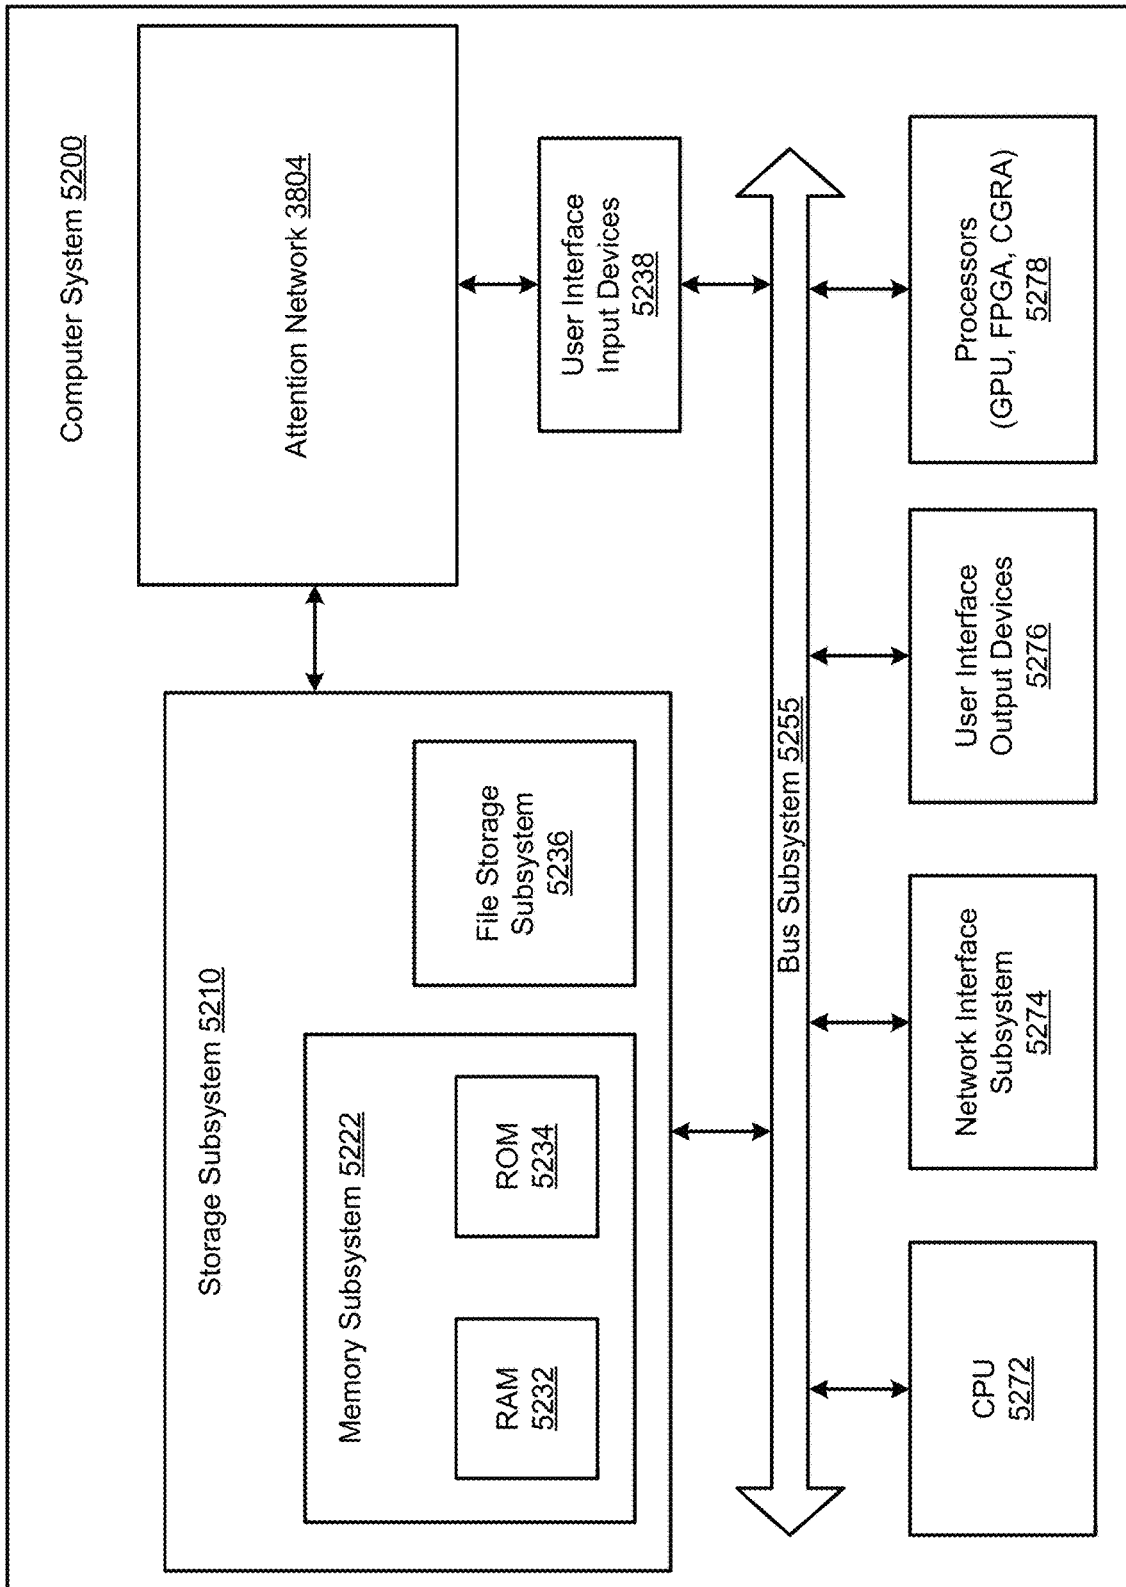 Computer System 5200
Storage Subsystem 5210
Memory Subsystem 5222
RAM
5232
ROM
5234
File Storage
Subsystem
5236
Attention Network 3804
User Interface
Input Devices
5238
Bus Subsystem 5255
CPU
5272
Network Interface
Subsystem
5274
User Interface
Output Devices
5276
Processors
(GPU, FPGA, CGRA)
5278